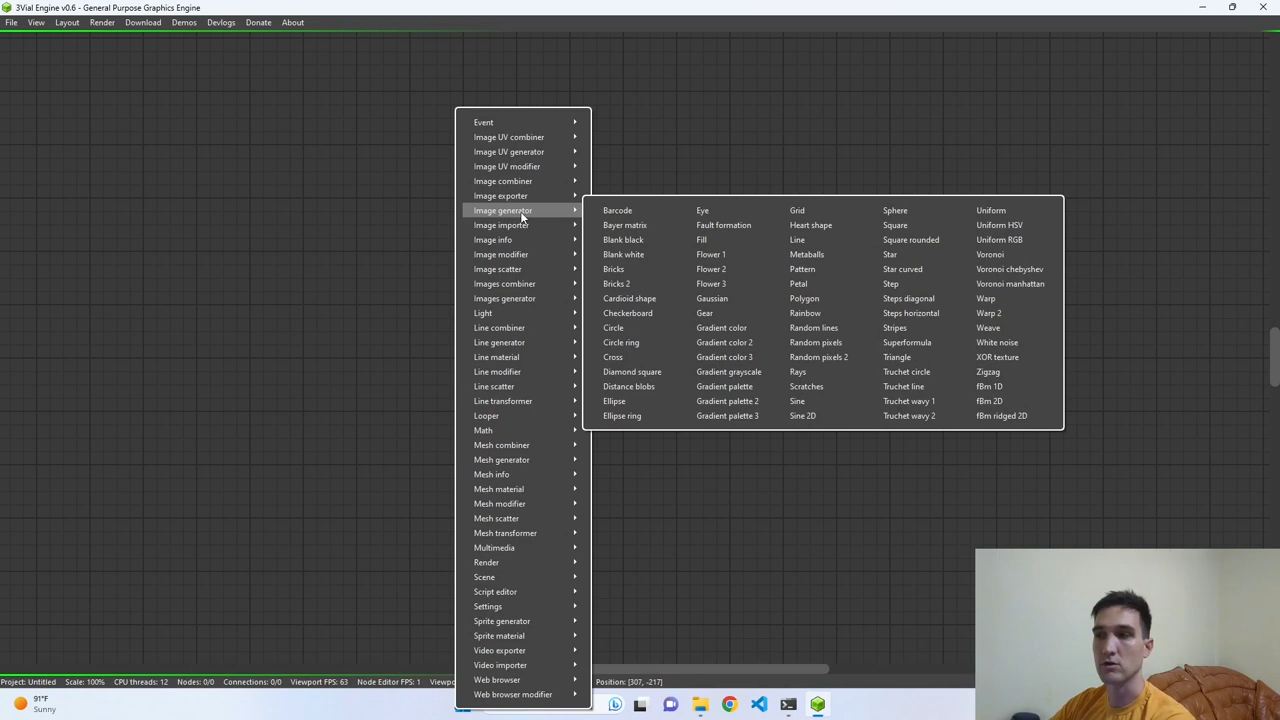 3Vial Engine v0.6 - General Purpose Graphics Engine
File View Layout Render Download Demos Devlogs Donate About
Event
Image UV combiner
Image UV generator
Image UV modifier
Image combiner
Image exporter
Image generator
Image importer
Image info
Image modifier
Image scatter
Images combiner
Images generator
Light
Line combiner
Line generator
Line material
Line modifier
Line scatter
Line transformer
Looper
Math
Mesh combiner
Mesh generator
Mesh info
Mesh material
Mesh modifier
Mesh scatter
Mesh transformer
Multimedia
Render
Scene
Script editor
Settings
Sprite generator
Sprite material
Video exporter
Video importer
Web browser
Web browser modifier
Barcode
Bayer matrix
Blank black
Blank white
Bricks
Bricks 2
Cardioid shape
Checkerboard
Circle
Circle ring
Cross
Diamond square
Distance blobs
Ellipse
Ellipse ring
Eye
Fault formation
Fill
Flower 1
Flower 2
Flower 3
Gaussian
Gear
Gradient color
Gradient color 2
Gradient color 3
Gradient grayscale
Gradient palette
Gradient palette 2
Gradient palette 3
Grid
Heart shape
Line
Metaballs
Pattern
Petal
Polygon
Rainbow
Random lines
Random pixels
Random pixels 2
Rays
Scratches
Sine
Sine 2D
Sphere
Square
Square rounded
Star
Star curved
Step
Steps diagonal
Steps horizontal
Stripes
Superformula
Triangle
Truchet circle
Truchet line
Truchet wavy 1
Truchet wavy 2
Uniform
Uniform HSV
Uniform RGB
Voronoi
Voronoi chebyshev
Voronoi manhattan
Warp
Warp 2
Weave
White noise
XOR texture
Zigzag
fBm 1D
fBm 2D
fBm ridged 2D
Project: Untitled Scale: 100% CPU threads: 12 Nodes: 0/0 Connections: 0/0 Viewport FPS: 63 Node Editor FPS: 1 Position: [307, -217]
91°F
Sunny